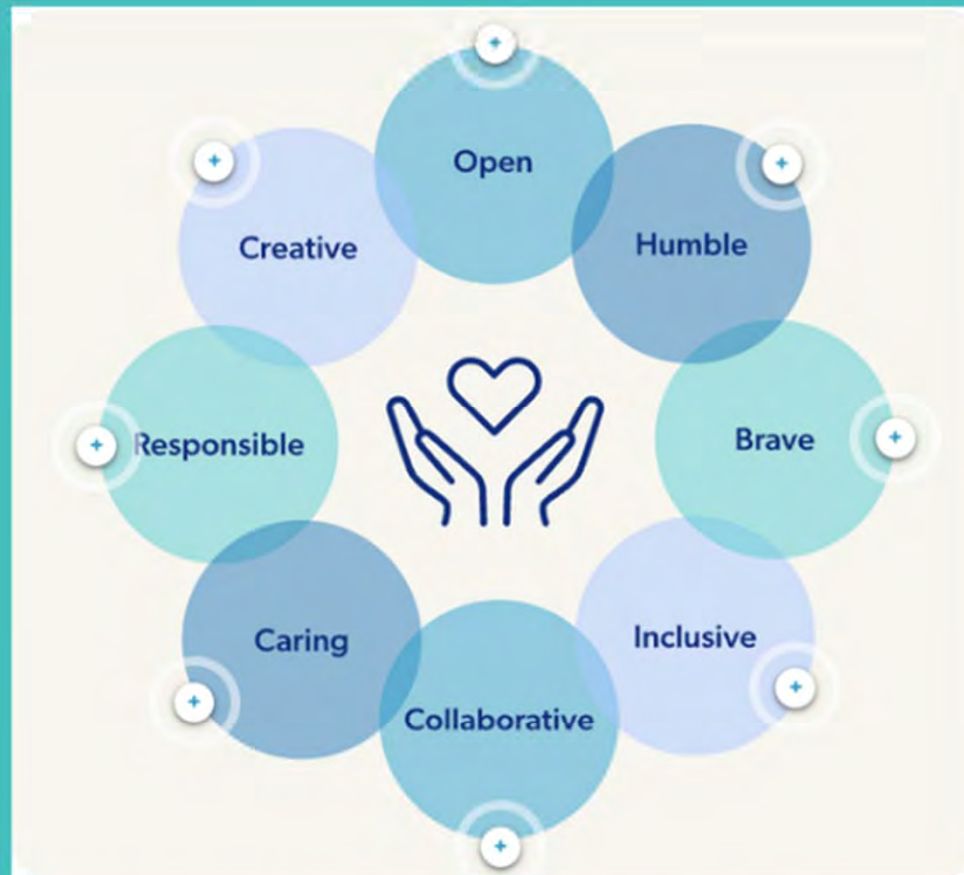 Open
Humble
Brave
Inclusive
Collaborative
Caring
Responsible
Creative